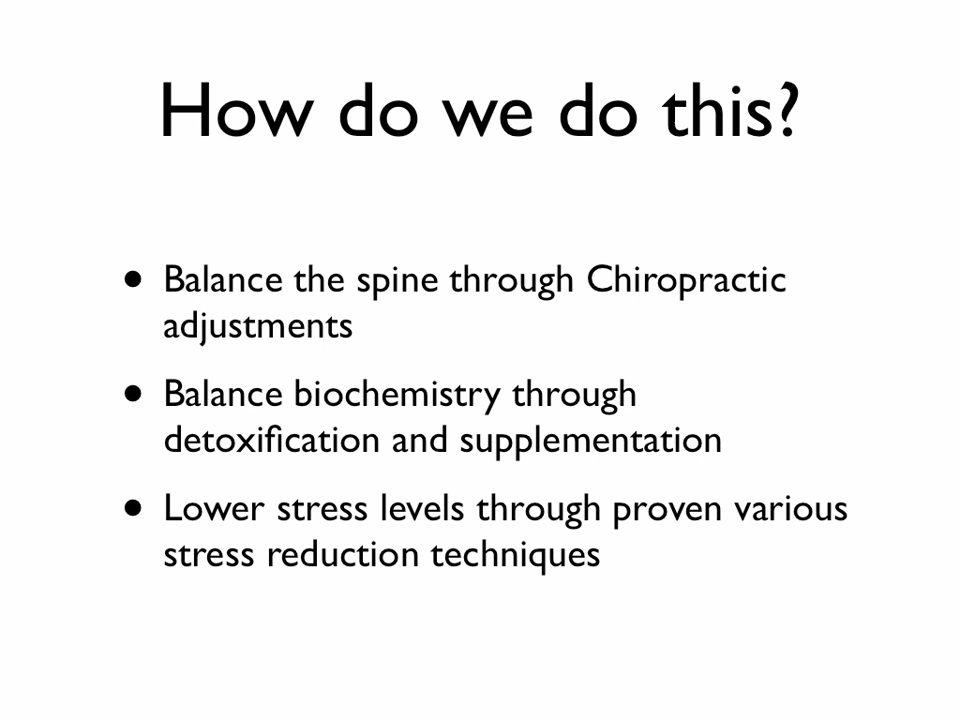 How do we do this?
• Balance the spine through Chiropractic
adjustments
• Balance biochemistry through
detoxification and supplementation
• Lower stress levels through proven various
stress reduction techniques